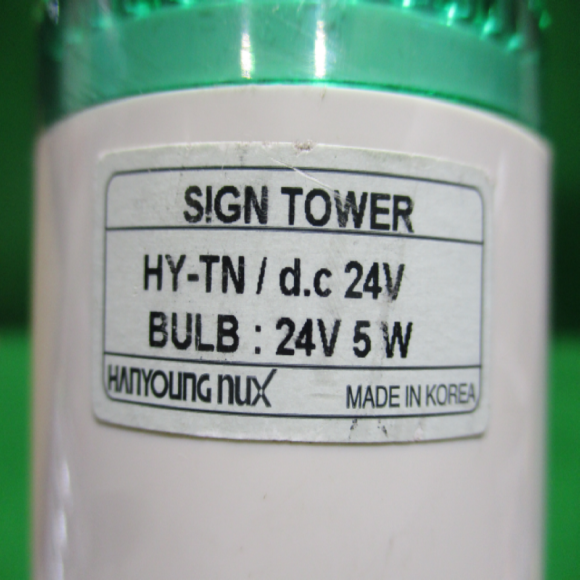 SIGN TOWER
HY-TN / d.c 24V
BULB : 24V 5 W
HANYOUNG nux MADE IN KOREA